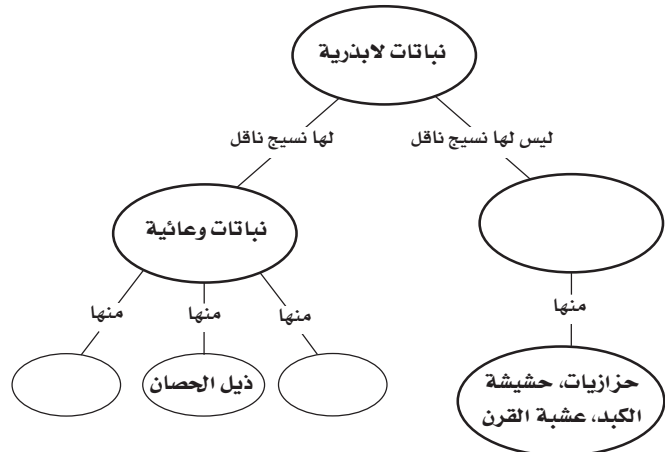 نباتات لابذرية
ليس لها نسيج ناقل
لها نسيج ناقل
نباتات وعائية
منها
منها
منها
منها
ذيل الحصان
حزازيات، حشيشة
الكبد، عشبة القرن